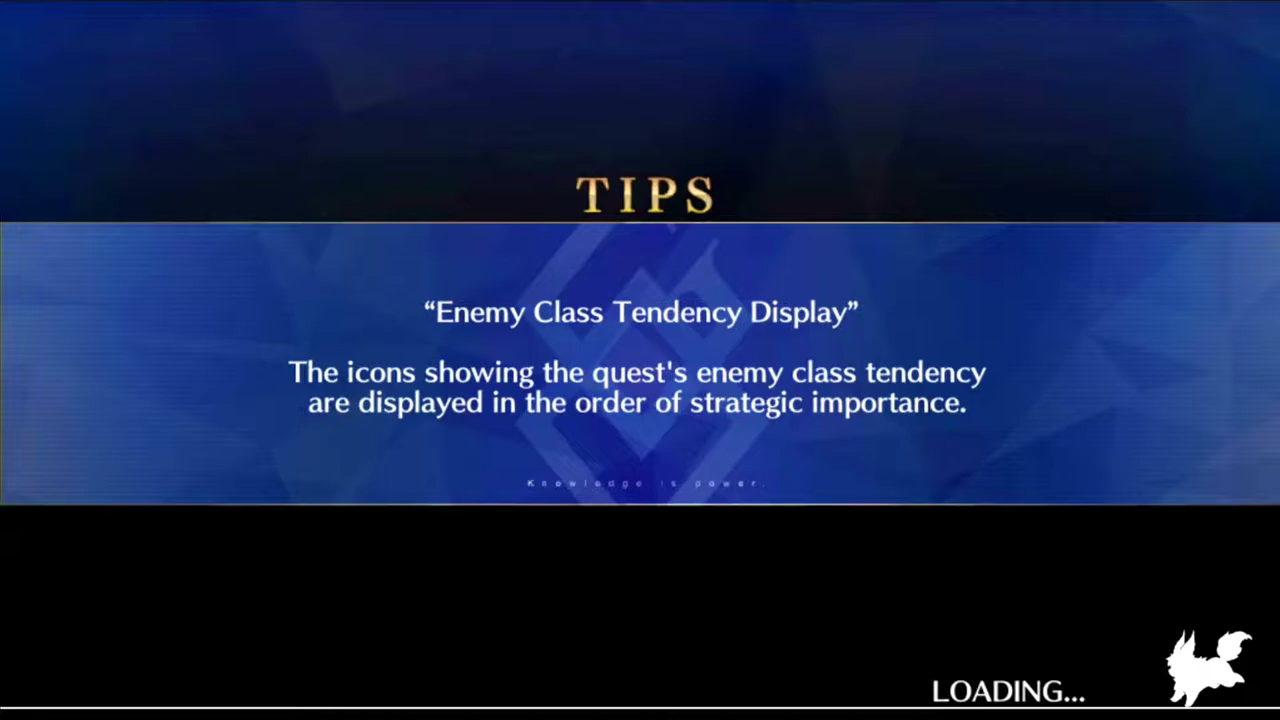 TIPS
“Enemy Class Tendency Display”
The icons showing the quest's enemy class tendency
are displayed in the order of strategic importance.
Knowledge is power.
LOADING...